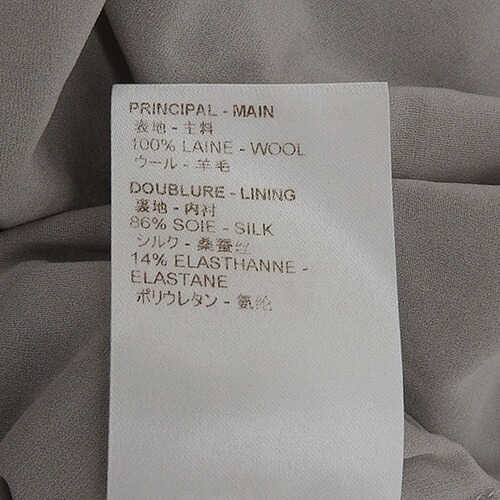 PRINCIPAL - MAIN
表地 - 主料
100% LAINE - WOOL
ウール - 羊毛
DOUBLURE - LINING
裏地 - 内衬
86% SOIE - SILK
シルク - 桑蚕丝
14% ELASTHANNE -
ELASTANE
ポリウレタン - 氨纶